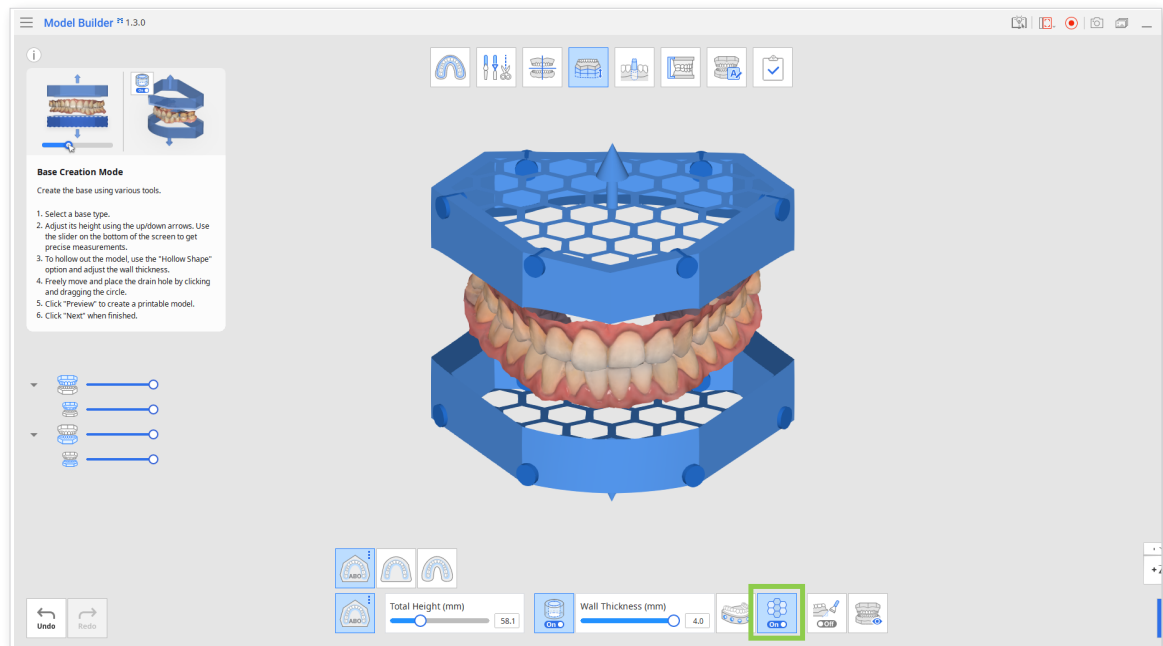 Model Builder 1.3.0
Base Creation Mode
Create the base using various tools.
1. Select a base type.
2. Adjust its height using the up/down arrows. Use
the slider on the bottom of the screen to get
precise measurements.
3. To hollow out the model, use the "Hollow Shape"
option and adjust the wall thickness.
4. Freely move and place the drain hole by clicking
and dragging the circle.
5. Click "Preview" to create a printable model.
6. Click "Next" when finished.
ABO
ABO
Total Height (mm)
58.1
On
Wall Thickness (mm)
4.0
On
Off
Undo
Redo